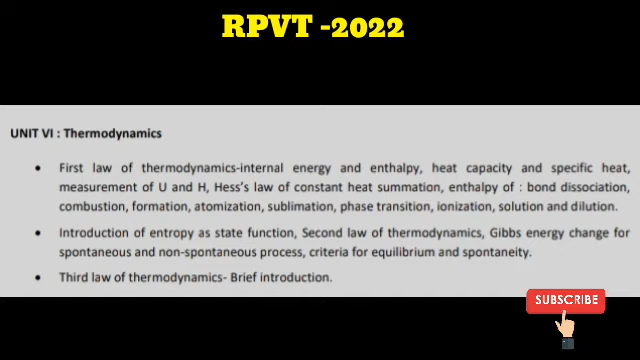 RPVT -2022
UNIT VI : Thermodynamics
• First law of thermodynamics-internal energy and enthalpy, heat capacity and specific heat,
measurement of U and H, Hess's law of constant heat summation, enthalpy of : bond dissociation,
combustion, formation, atomization, sublimation, phase transition, ionization, solution and dilution.
• Introduction of entropy as state function, Second law of thermodynamics, Gibbs energy change for
spontaneous and non-spontaneous process, criteria for equilibrium and spontaneity.
• Third law of thermodynamics- Brief introduction.
SUBSCRIBE